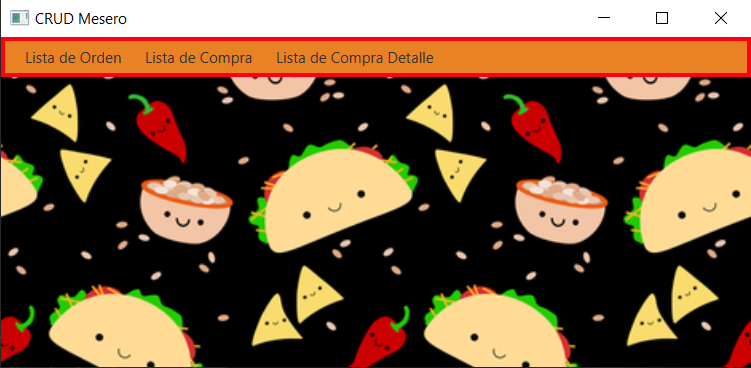 CRUD Mesero
Lista de Orden Lista de Compra Lista de Compra Detalle